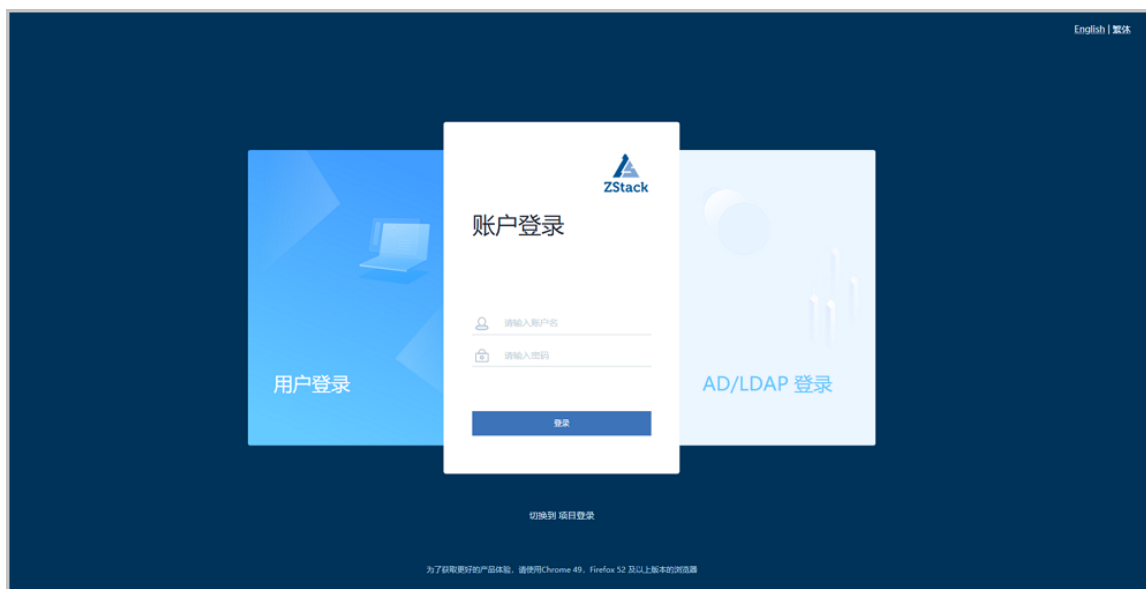 English | 繁体
ZStack
账户登录
请输入账户名
请输入密码
用户登录
AD/LDAP 登录
登录
切换到 项目登录
为了获取更好的产品体验，请使用Chrome 49、Firefox 52 及以上版本的浏览器